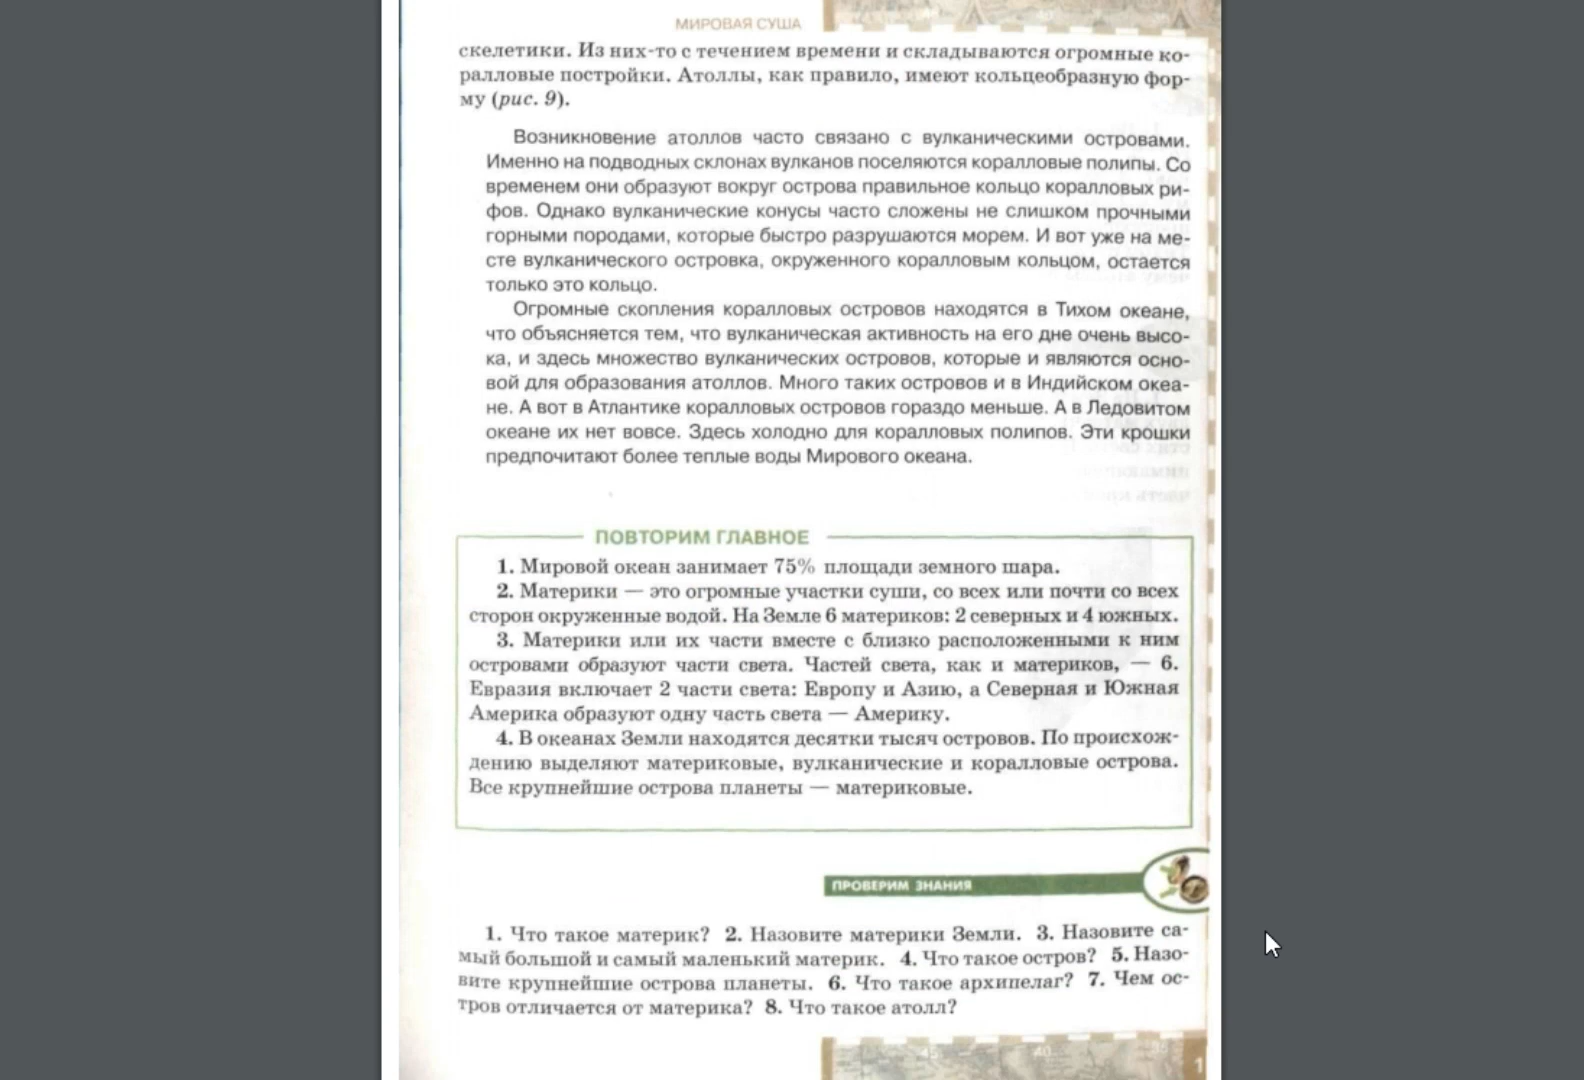 МИРОВАЯ СУША
скелетики. Из них-то с течением времени и складываются огромные ко-
ралловые постройки. Атоллы, как правило, имеют кольцеобразную фор-
му (рис. 9).
Возникновение атоллов часто связано с вулканическими островами.
Именно на подводных склонах вулканов поселяются коралловые полипы. Со
временем они образуют вокруг острова правильное кольцо коралловых ри-
фов. Однако вулканические конусы часто сложены не слишком прочными
горными породами, которые быстро разрушаются морем. И вот уже на ме-
сте вулканического островка, окруженного коралловым кольцом, остается
только это кольцо.
Огромные скопления коралловых островов находятся в Тихом океане,
что объясняется тем, что вулканическая активность на его дне очень высо-
ка, и здесь множество вулканических островов, которые и являются осно-
вой для образования атоллов. Много таких островов и в Индийском океа-
не. А вот в Атлантике коралловых островов гораздо меньше. А в Ледовитом
океане их нет вовсе. Здесь холодно для коралловых полипов. Эти крошки
предпочитают более теплые воды Мирового океана.
ПОВТОРИМ ГЛАВНОЕ
1. Мировой океан занимает 75% площади земного шара.
2. Материки — это огромные участки суши, со всех или почти со всех
сторон окруженные водой. На Земле 6 материков: 2 северных и 4 южных.
3. Материки или их части вместе с близко расположенными к ним
островами образуют части света. Частей света, как и материков, — 6.
Евразия включает 2 части света: Европу и Азию, а Северная и Южная
Америка образуют одну часть света — Америку.
4. В океанах Земли находятся десятки тысяч островов. По происхож-
дению выделяют материковые, вулканические и коралловые острова.
Все крупнейшие острова планеты — материковые.
ПРОВЕРИМ ЗНАНИЯ
1. Что такое материк? 2. Назовите материки Земли. 3. Назовите са-
мый большой и самый маленький материк. 4. Что такое остров? 5. Назо-
вите крупнейшие острова планеты. 6. Что такое архипелаг? 7. Чем ос-
тров отличается от материка? 8. Что такое атолл?